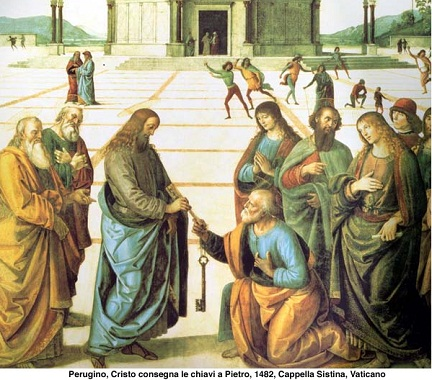 Perugino, Cristo consegna le chiavi a Pietro, 1482, Cappella Sistina, Vaticano